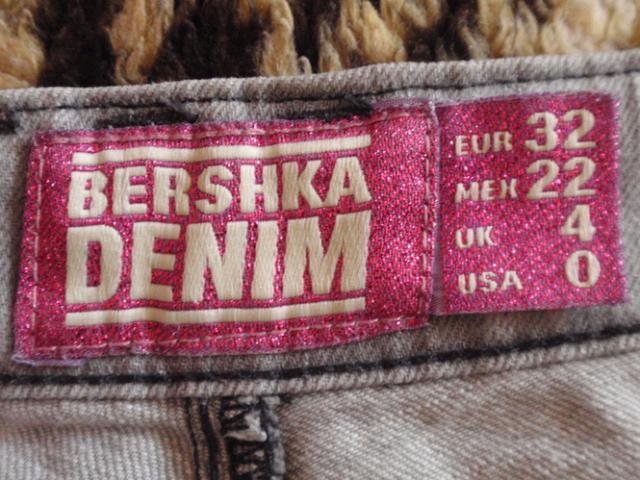 BERSHKA
DENIM
EUR 32
MEX 22
UK 4
USA 0